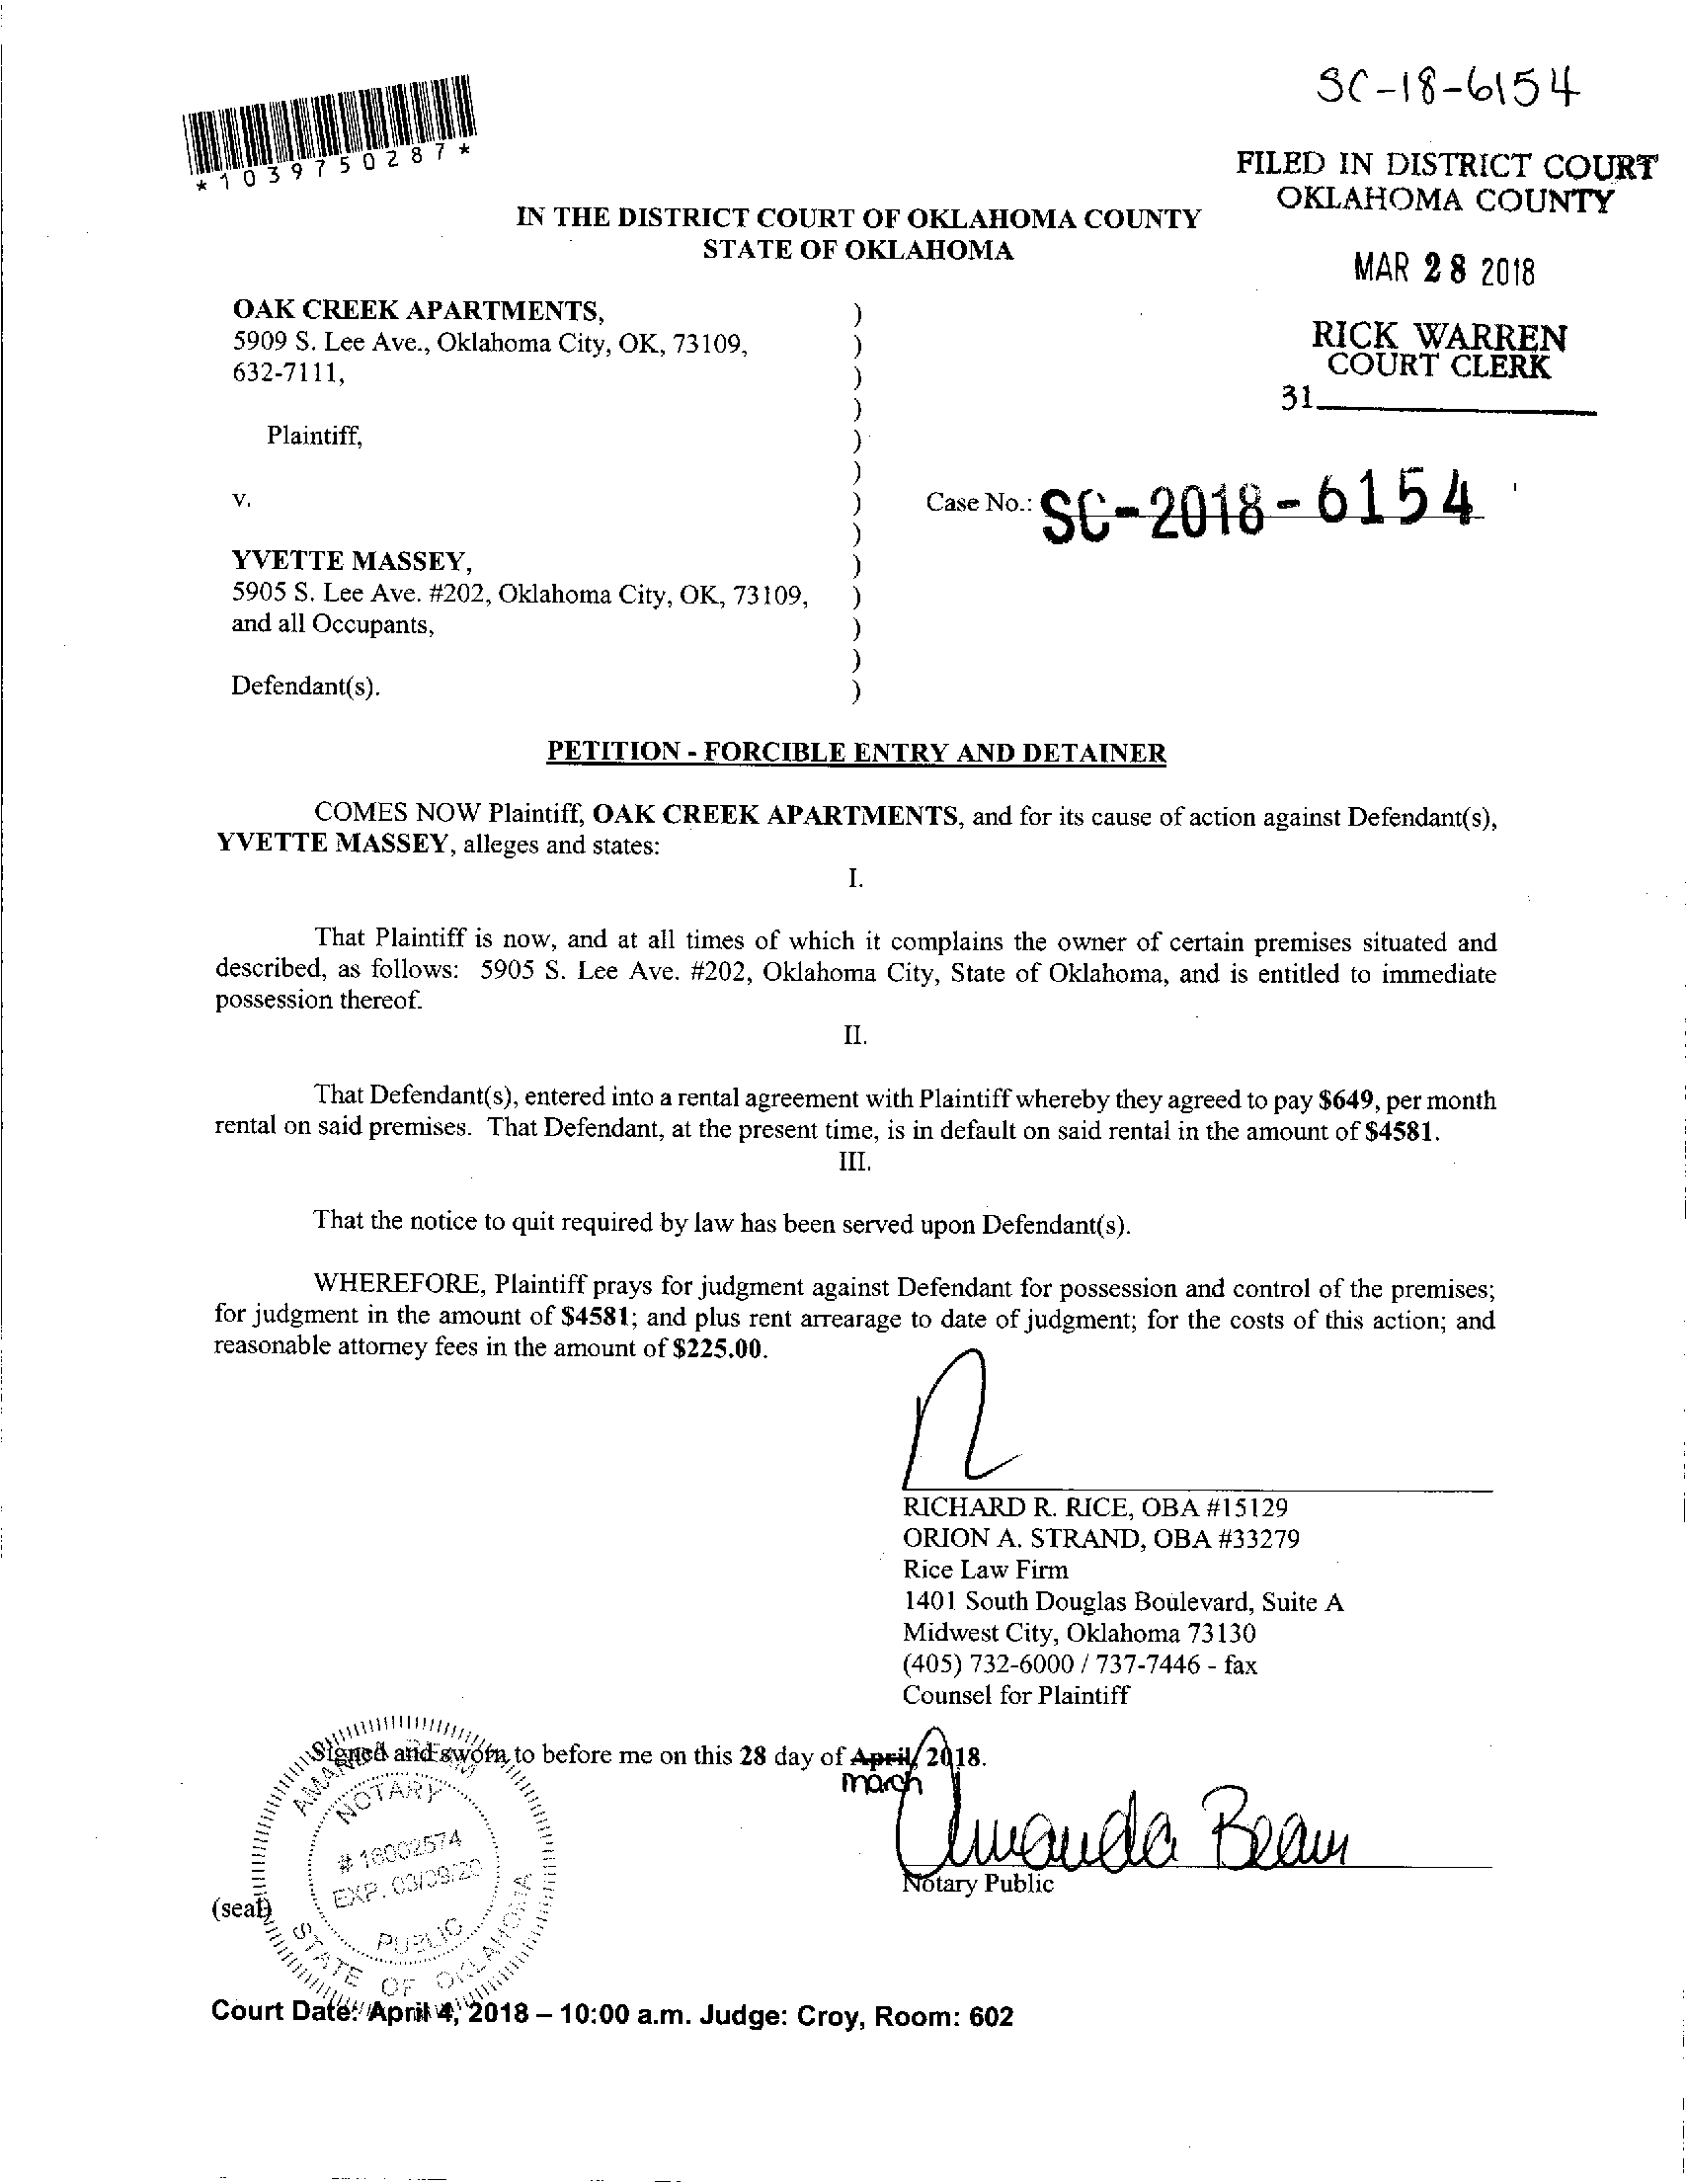 SC-18-6154
*1039750287*
FILED IN DISTRICT COURT
OKLAHOMA COUNTY
IN THE DISTRICT COURT OF OKLAHOMA COUNTY
STATE OF OKLAHOMA
MAR 28 2018
RICK WARREN
COURT CLERK
31
OAK CREEK APARTMENTS, )
5909 S. Lee Ave., Oklahoma City, OK, 73109, )
632-7111, )
)
Plaintiff, )
)
v. ) Case No.: SC-2018-6154
)
YVETTE MASSEY, )
5905 S. Lee Ave. #202, Oklahoma City, OK, 73109, )
and all Occupants, )
)
Defendant(s). )
PETITION - FORCIBLE ENTRY AND DETAINER
COMES NOW Plaintiff, OAK CREEK APARTMENTS, and for its cause of action against Defendant(s),
YVETTE MASSEY, alleges and states:
I.
That Plaintiff is now, and at all times of which it complains the owner of certain premises situated and
described, as follows: 5905 S. Lee Ave. #202, Oklahoma City, State of Oklahoma, and is entitled to immediate
possession thereof.
II.
That Defendant(s), entered into a rental agreement with Plaintiff whereby they agreed to pay $649, per month
rental on said premises. That Defendant, at the present time, is in default on said rental in the amount of $4581.
III.
That the notice to quit required by law has been served upon Defendant(s).
WHEREFORE, Plaintiff prays for judgment against Defendant for possession and control of the premises;
for judgment in the amount of $4581; and plus rent arrearage to date of judgment; for the costs of this action; and
reasonable attorney fees in the amount of $225.00.
RICHARD R. RICE, OBA #15129
ORION A. STRAND, OBA #33279
Rice Law Firm
1401 South Douglas Boulevard, Suite A
Midwest City, Oklahoma 73130
(405) 732-6000 / 737-7446 - fax
Counsel for Plaintiff
Signed and sworn to before me on this 28 day of April, 2018.
march
Amanda Beam
Notary Public
(seal)
AMANDA BEAM
NOTARY
# 16002574
EXP. 03/09/20
PUBLIC
STATE OF OKLAHOMA
Court Date: April 4, 2018 – 10:00 a.m. Judge: Croy, Room: 602